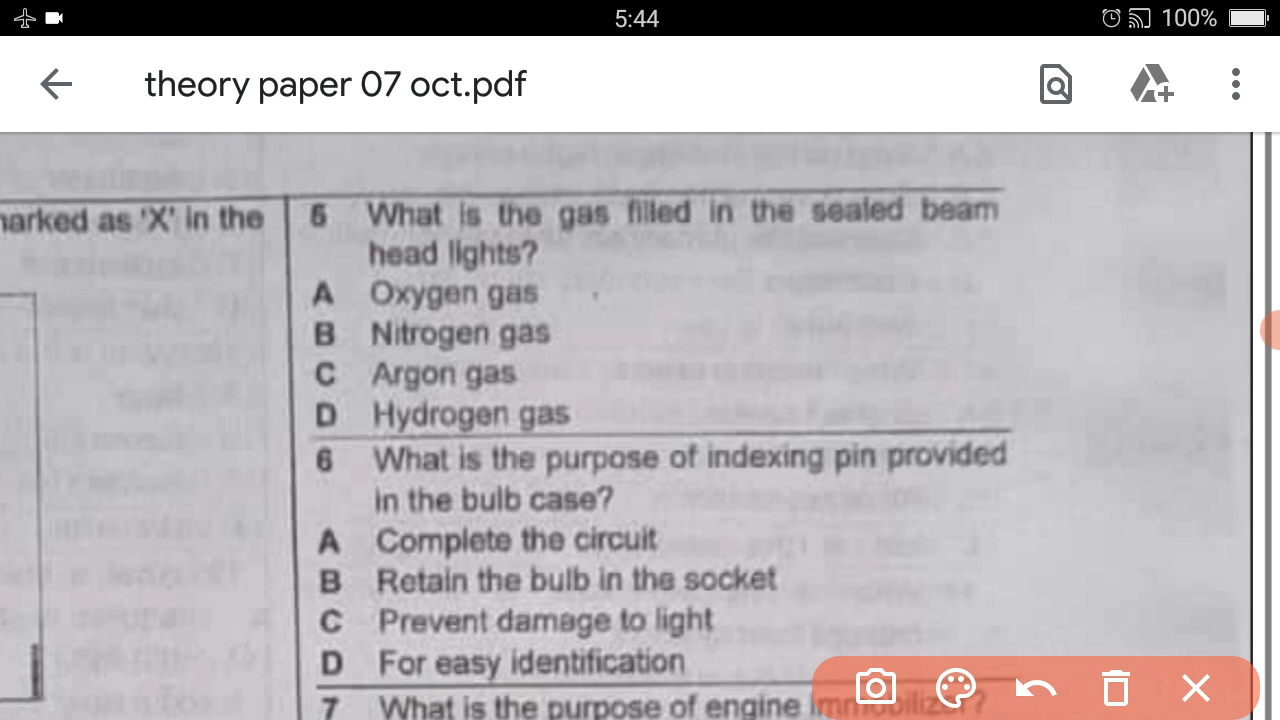 5:44
100%
theory paper 07 oct.pdf
marked as 'X' in the
5 What is the gas filled in the sealed beam
head lights?
A Oxygen gas
B Nitrogen gas
C Argon gas
D Hydrogen gas
6 What is the purpose of indexing pin provided
in the bulb case?
A Complete the circuit
B Retain the bulb in the socket
C Prevent damage to light
D For easy identification
7 What is the purpose of engine immobilizer?